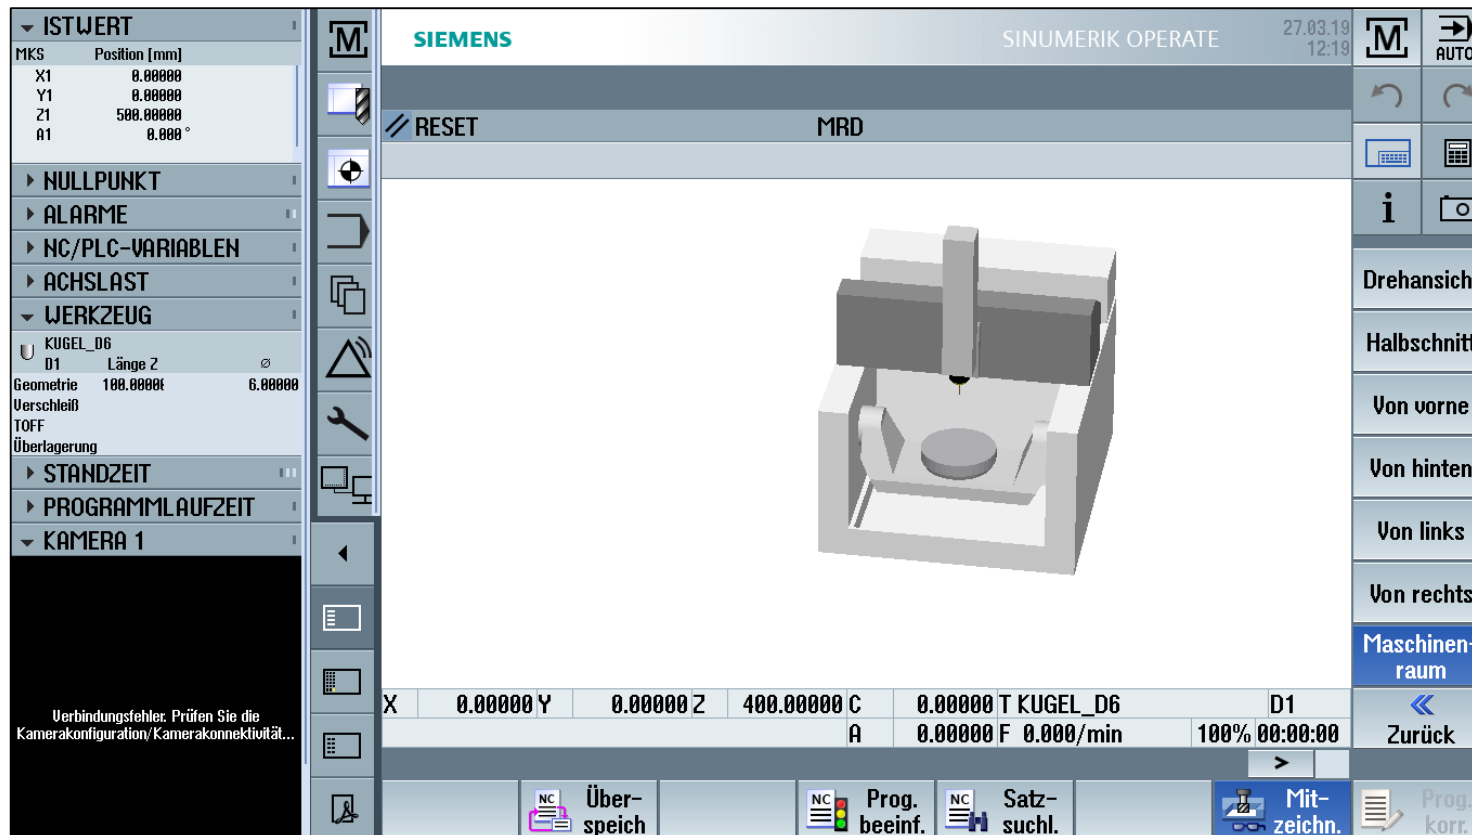 ISTWERT
MKS Position [mm]
X1 0.00000
Y1 0.00000
Z1 500.00000
A1 0.000 °
NULLPUNKT
ALARME
NC/PLC-VARIABLEN
ACHSLAST
WERKZEUG
KUGEL_D6
D1 Länge Z ⌀
Geometrie 100.0000 6.00000
Verschleiß
TOFF
Überlagerung
STANDZEIT
PROGRAMMLAUFZEIT
KAMERA 1
Verbindungsfehler. Prüfen Sie die
Kamerakonfiguration/Kamerakonnektivität...
M
SIEMENS
SINUMERIK OPERATE
27.03.19
12:19
RESET MRD
X 0.00000 Y 0.00000 Z 400.00000 C 0.00000 T KUGEL_D6 D1
A 0.00000 F 0.000/min 100% 00:00:00
>
NC Über-
speich
NC Prog.
beeinf.
NC Satz-
suchl.
Mit-
zeichn.
Prog.
korr.
M
AUTO
i
Drehansich
Halbschnitt
Von vorne
Von hinten
Von links
Von rechts
Maschinen-
raum
Zurück